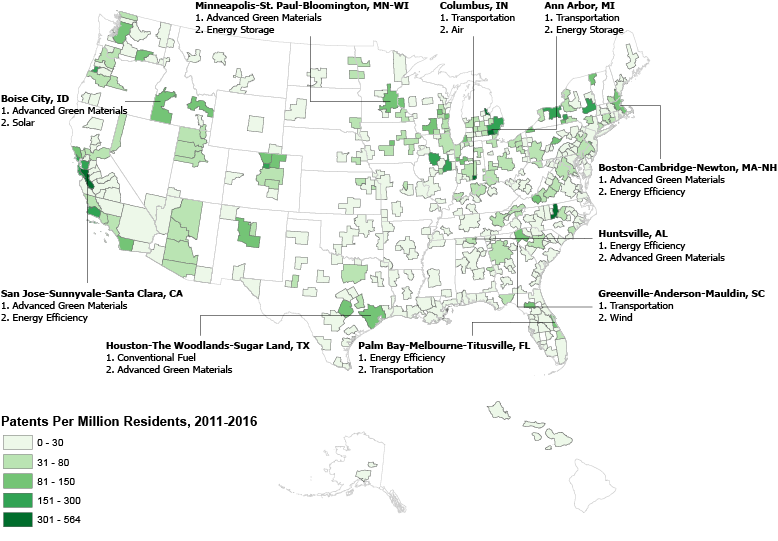 Minneapolis-St. Paul-Bloomington, MN-WI
1. Advanced Green Materials
2. Energy Storage
Columbus, IN
1. Transportation
2. Air
Ann Arbor, MI
1. Transportation
2. Energy Storage
Boise City, ID
1. Advanced Green Materials
2. Solar
Boston-Cambridge-Newton, MA-NH
1. Advanced Green Materials
2. Energy Efficiency
Huntsville, AL
1. Energy Efficiency
2. Advanced Green Materials
San Jose-Sunnyvale-Santa Clara, CA
1. Advanced Green Materials
2. Energy Efficiency
Greenville-Anderson-Mauldin, SC
1. Transportation
2. Wind
Houston-The Woodlands-Sugar Land, TX
1. Conventional Fuel
2. Advanced Green Materials
Palm Bay-Melbourne-Titusville, FL
1. Energy Efficiency
2. Transportation
Patents Per Million Residents, 2011-2016
0 - 30
31 - 80
81 - 150
151 - 300
301 - 564